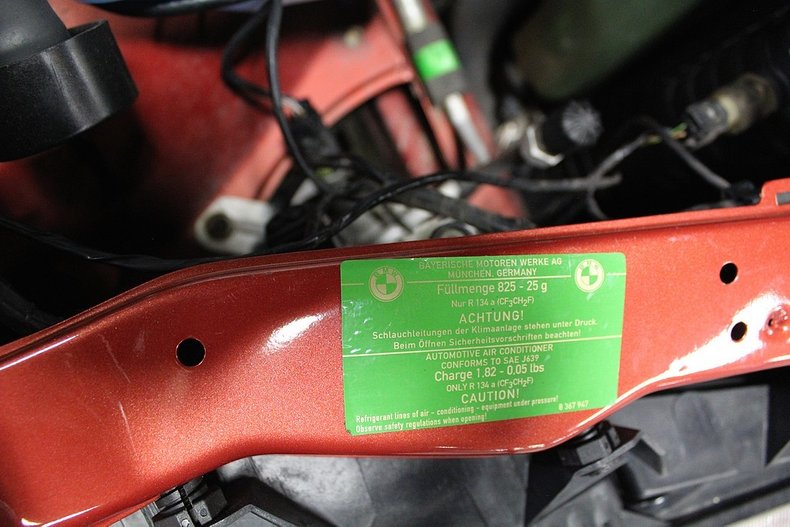 BAYERISCHE MOTOREN WERKE AG
MÜNCHEN, GERMANY
Füllmenge 825 - 25 g
Nur R 134 a (CF3CH2F)
ACHTUNG!
Schlauchleitungen der Klimaanlage stehen unter Druck.
Beim Öffnen Sicherheitsvorschriften beachten!
AUTOMOTIVE AIR CONDITIONER
CONFORMS TO SAE J639
Charge 1,82 - 0.05 lbs
ONLY R 134 a (CF3CH2F)
CAUTION!
Refrigerant lines of air - conditioning - equipment under pressure!
Observe safety regulations when opening!
8 367 947